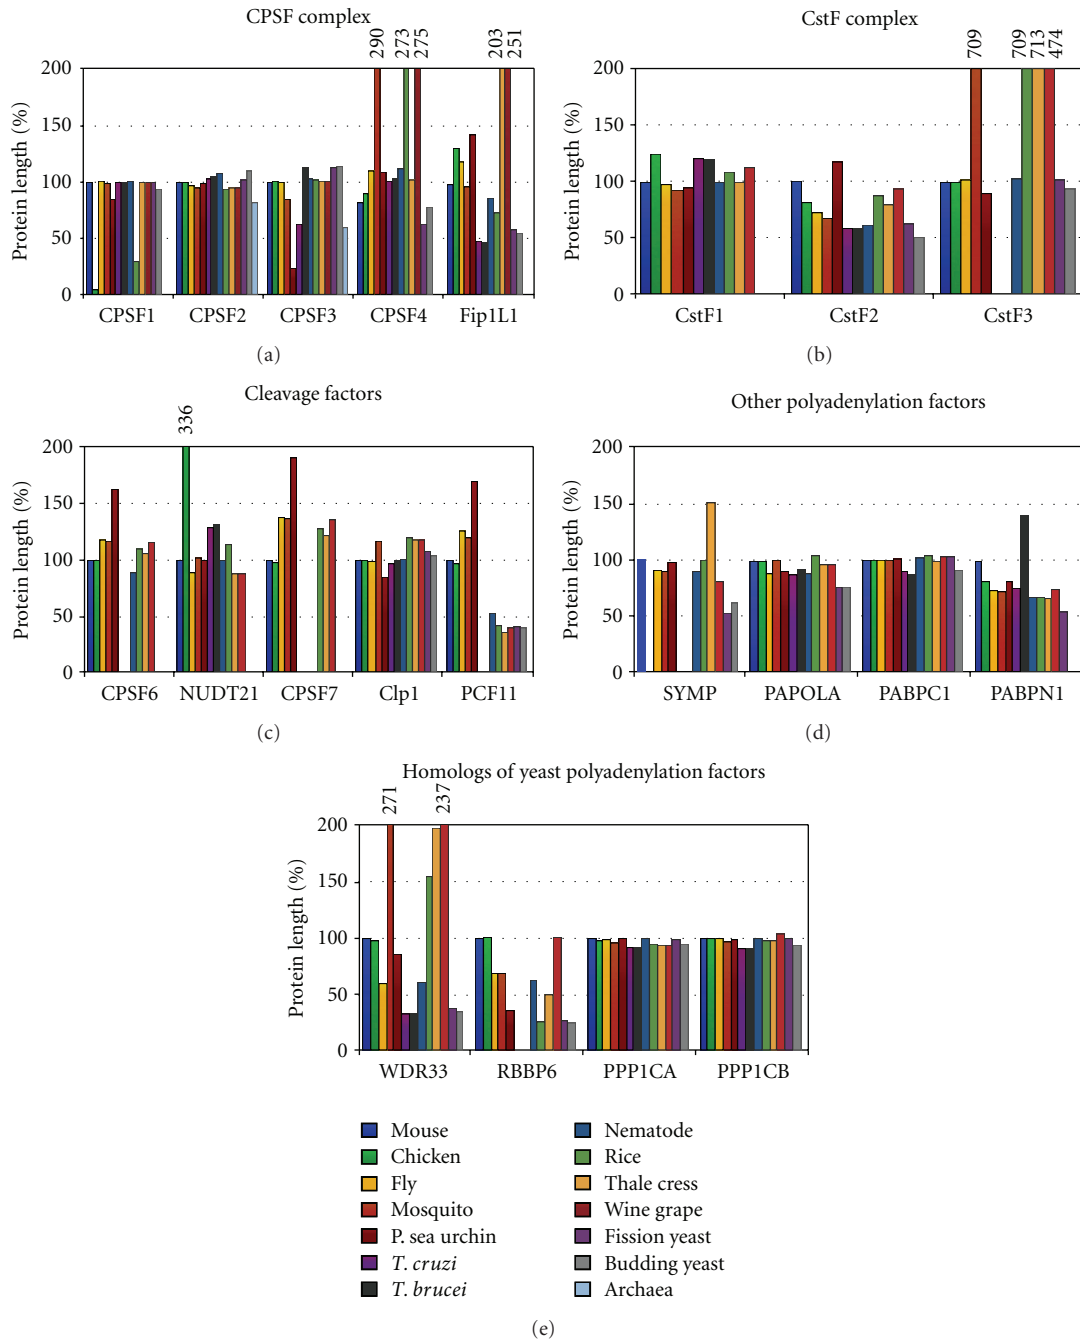 CPSF complex
290
273
275
203
251
Protein length (%)
200
150
100
50
0
CPSF1 CPSF2 CPSF3 CPSF4 Fip1L1
(a)
CstF complex
709
709
713
474
Protein length (%)
200
150
100
50
0
CstF1 CstF2 CstF3
(b)
Cleavage factors
336
Protein length (%)
200
150
100
50
0
CPSF6 NUDT21 CPSF7 Clp1 PCF11
(c)
Other polyadenylation factors
Protein length (%)
200
150
100
50
0
SYMP PAPOLA PABPC1 PABPN1
(d)
Homologs of yeast polyadenylation factors
271
237
Protein length (%)
200
150
100
50
0
WDR33 RBBP6 PPP1CA PPP1CB
Mouse
Chicken
Fly
Mosquito
P. sea urchin
T. cruzi
T. brucei
Nematode
Rice
Thale cress
Wine grape
Fission yeast
Budding yeast
Archaea
(e)